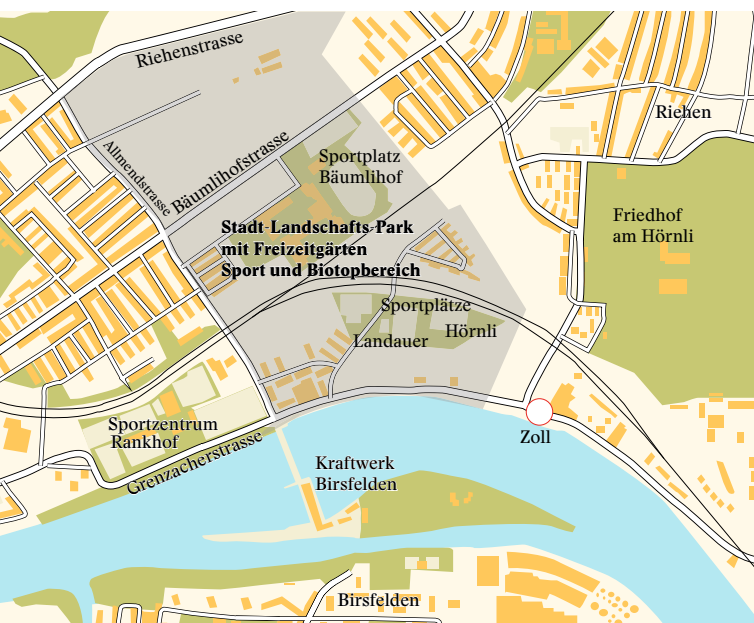 Riehenstrasse
Riehen
Allmendstrasse
Bäumlihofstrasse
Sportplatz
Bäumlihof
Friedhof
am Hörnli
Stadt-Landschafts-Park
mit Freizeitgärten
Sport und Biotopbereich
Sportplätze
Hörnli
Landauer
Sportzentrum
Rankhof
Grenzacherstrasse
Zoll
Kraftwerk
Birsfelden
Birsfelden